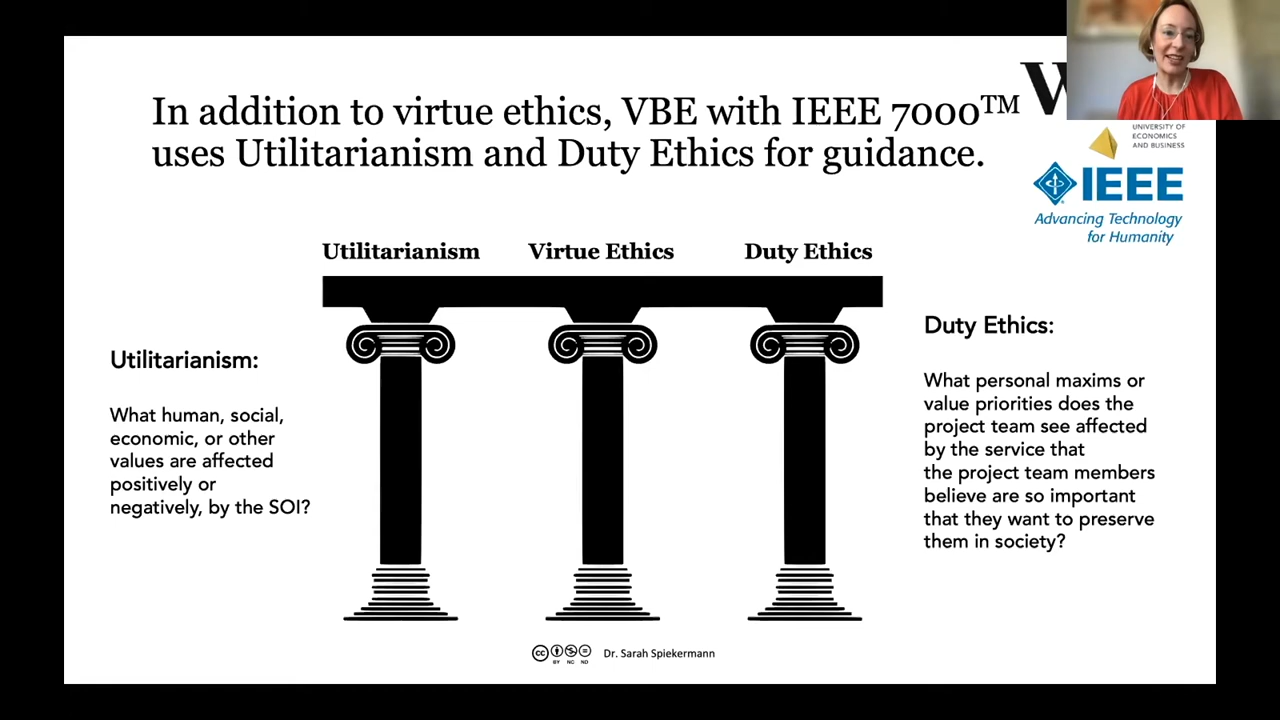 In addition to virtue ethics, VBE with IEEE 7000™
uses Utilitarianism and Duty Ethics for guidance.
W
UNIVERSITY OF
ECONOMICS
AND BUSINESS
IEEE
Advancing Technology
for Humanity
Utilitarianism
Virtue Ethics
Duty Ethics
Utilitarianism:
What human, social,
economic, or other
values are affected
positively or
negatively, by the SOI?
Duty Ethics:
What personal maxims or
value priorities does the
project team see affected
by the service that
the project team members
believe are so important
that they want to preserve
them in society?
cc
BY NC ND
Dr. Sarah Spiekermann